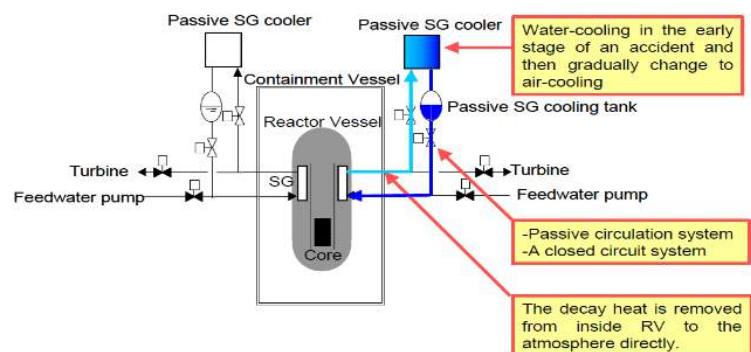 Passive SG cooler
Passive SG cooler
Water-cooling in the early
stage of an accident and
then gradually change to
air-cooling
Containment Vessel
Passive SG cooling tank
Reactor Vessel
Turbine
SG
Turbine
Feedwater pump
Feedwater pump
Core
-Passive circulation system
-A closed circuit system
The decay heat is removed
from inside RV to the
atmosphere directly.